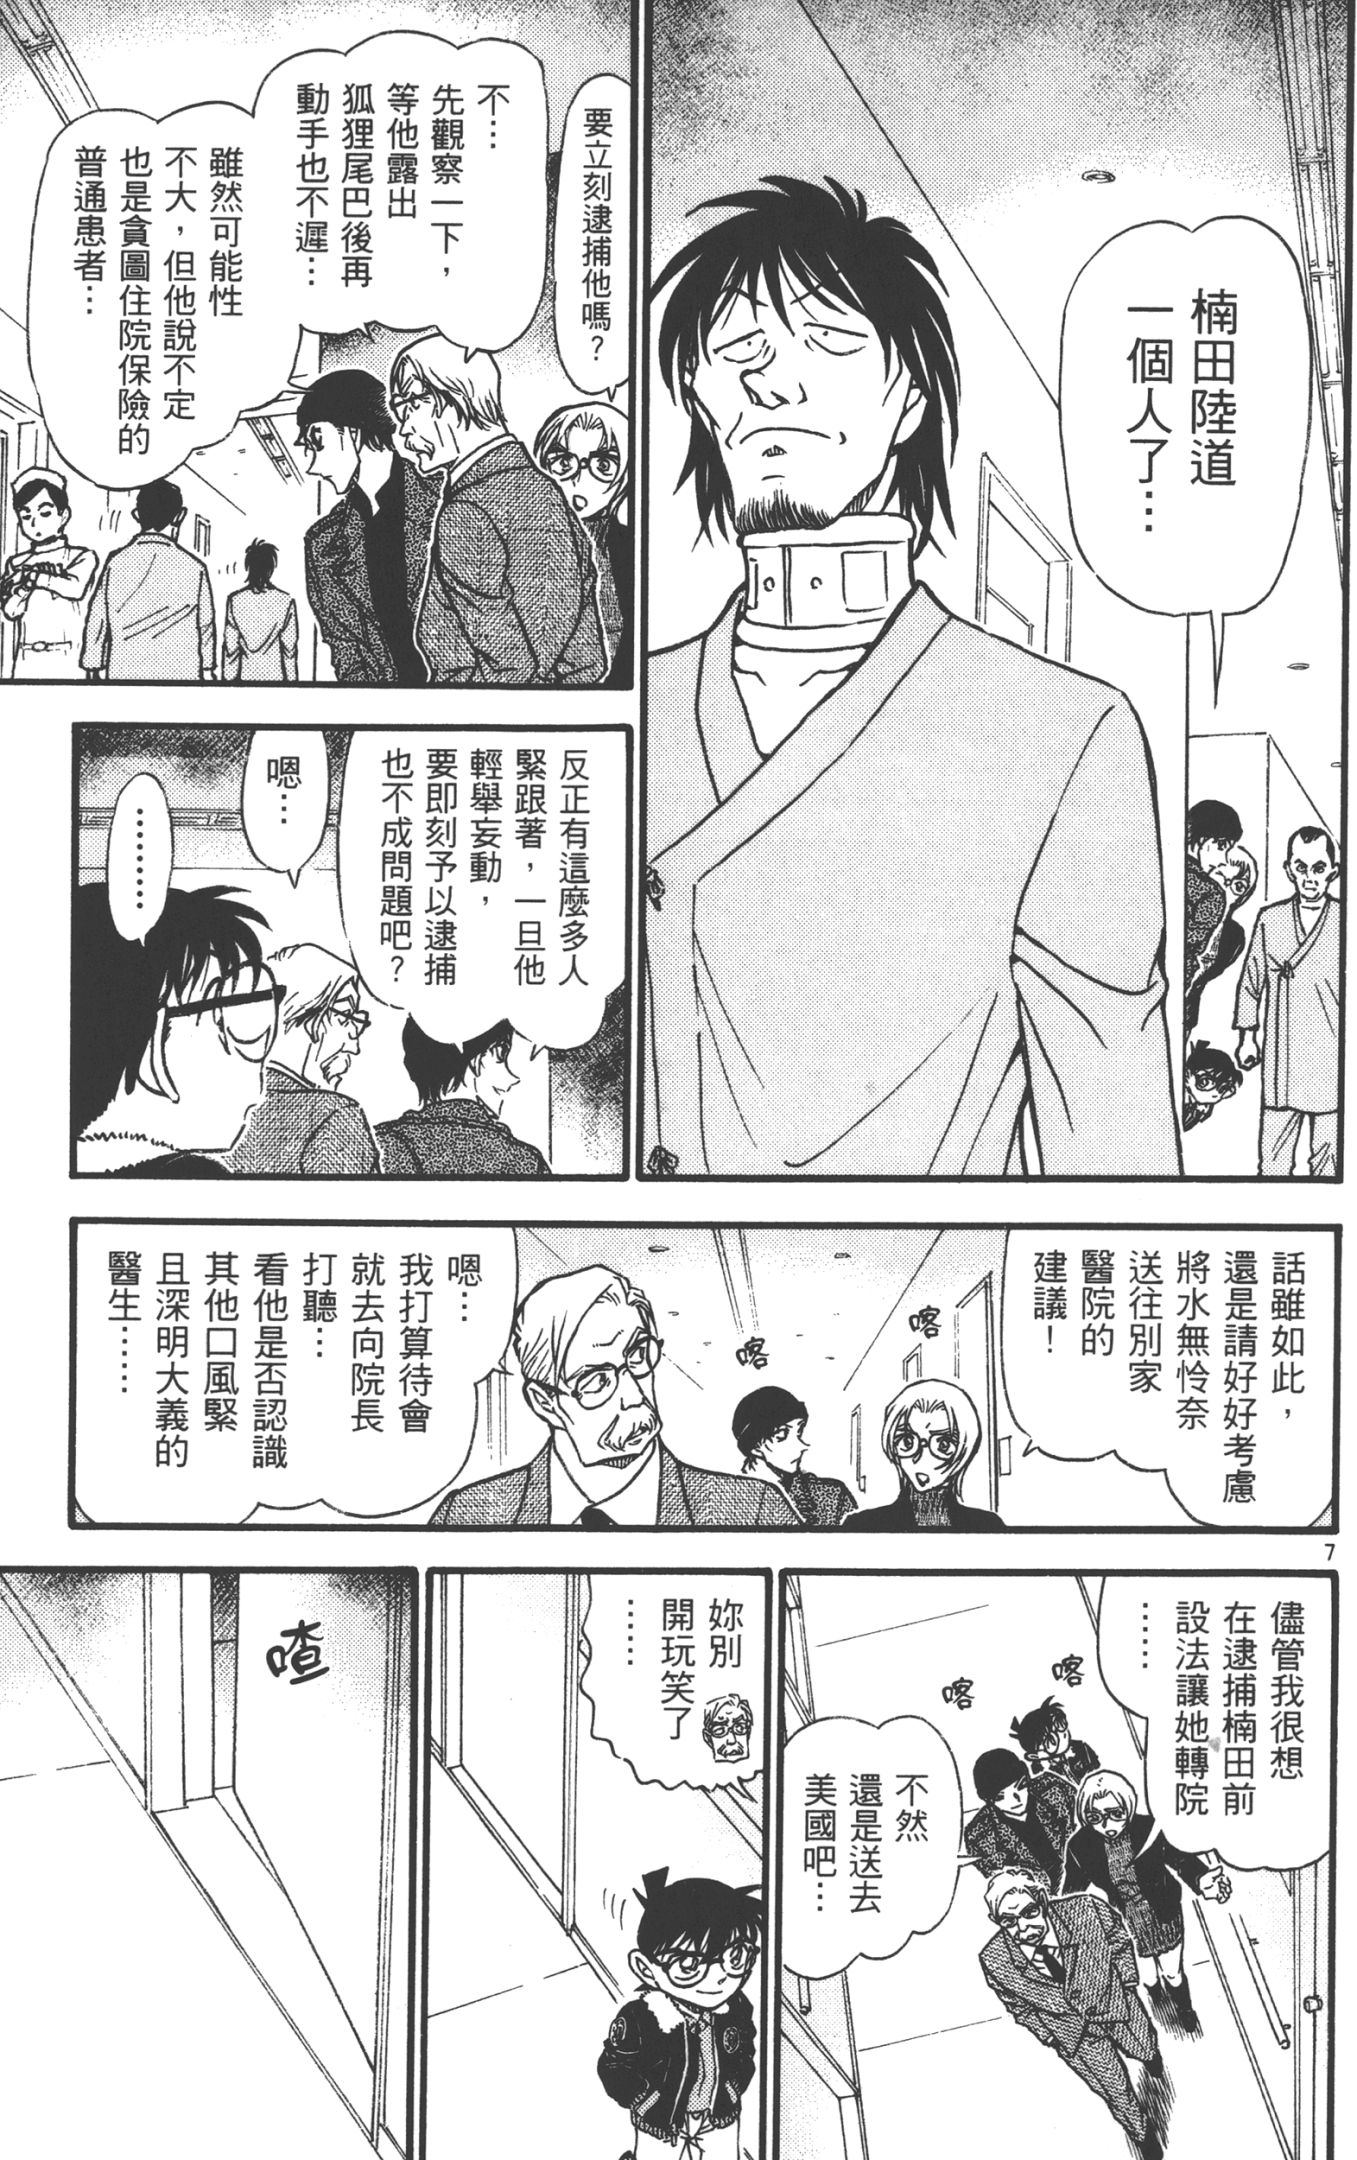 楠田陸道
一個人了…
要立刻逮捕他嗎？
不…
先觀察一下，
等他露出
狐狸尾巴後再
動手也不遲…
雖然可能性
不大，但他說不定
也是貪圖住院保險的
普通患者…
反正有這麼多人
緊跟著，一旦他
輕舉妄動，
要即刻予以逮捕
也不成問題吧？
嗯…
………
話雖如此，
還是請好好考慮
將水無怜奈
送往別家
醫院的
建議！
喀
喀
嗯…
我打算待會
就去向院長
打聽…
看他是否認識
其他口風緊
且深明大義的
醫生……
7
儘管我很想
在逮捕楠田前
設法讓她轉院
……
喀
喀
不然
還是送去
美國吧…
妳別
開玩笑了
……
喳